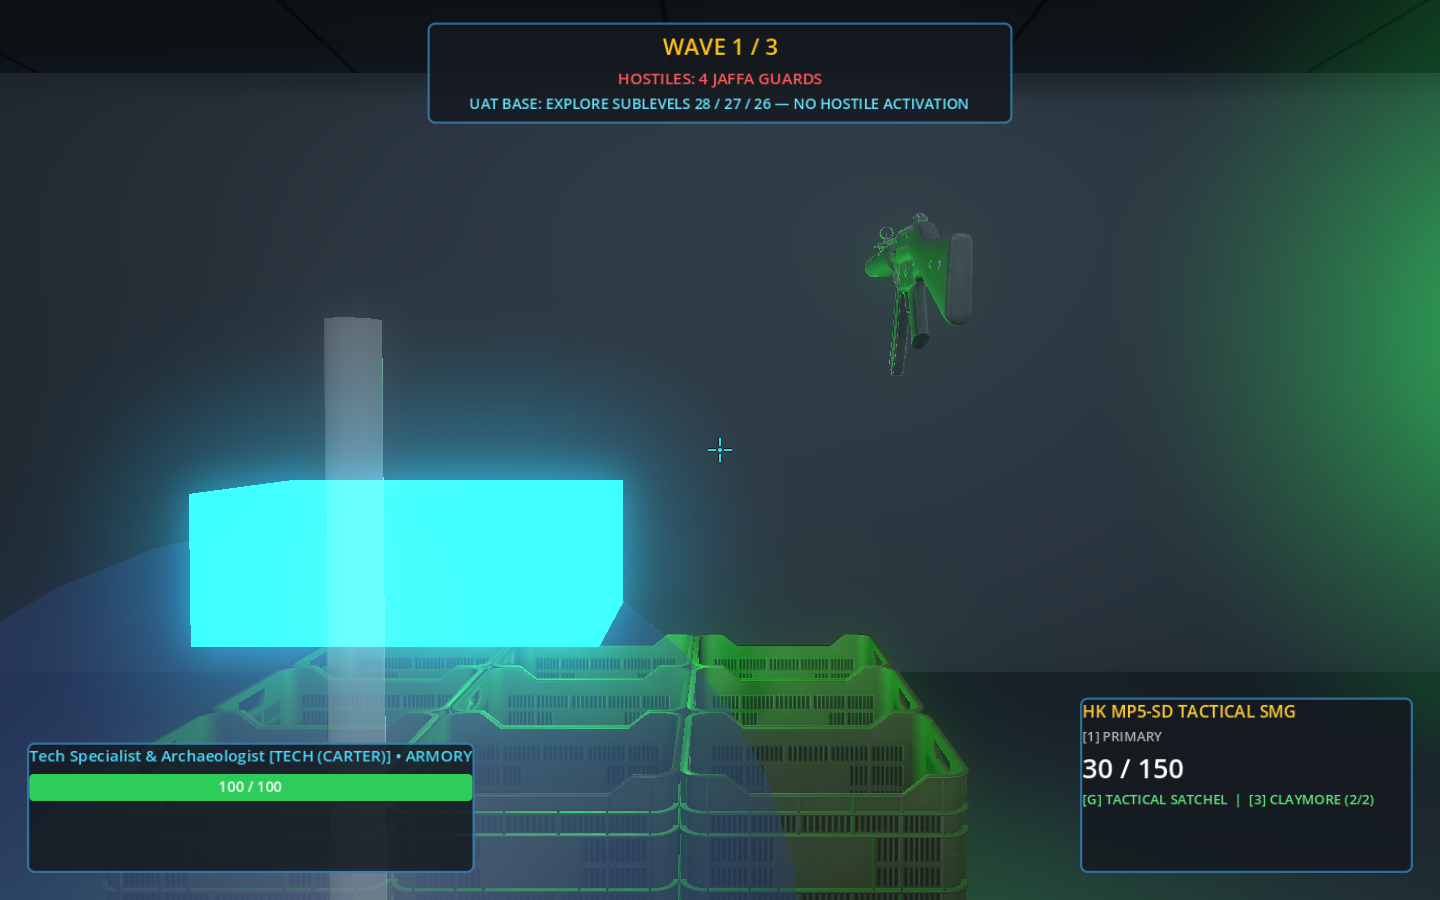 WAVE 1 / 3
HOSTILES: 4 JAFFA GUARDS
UAT BASE: EXPLORE SUBLEVELS 28 / 27 / 26 — NO HOSTILE ACTIVATION
Tech Specialist & Archaeologist [TECH (CARTER)] • ARMORY
100 / 100
HK MP5-SD TACTICAL SMG
[1] PRIMARY
30 / 150
[G] TACTICAL SATCHEL | [3] CLAYMORE (2/2)